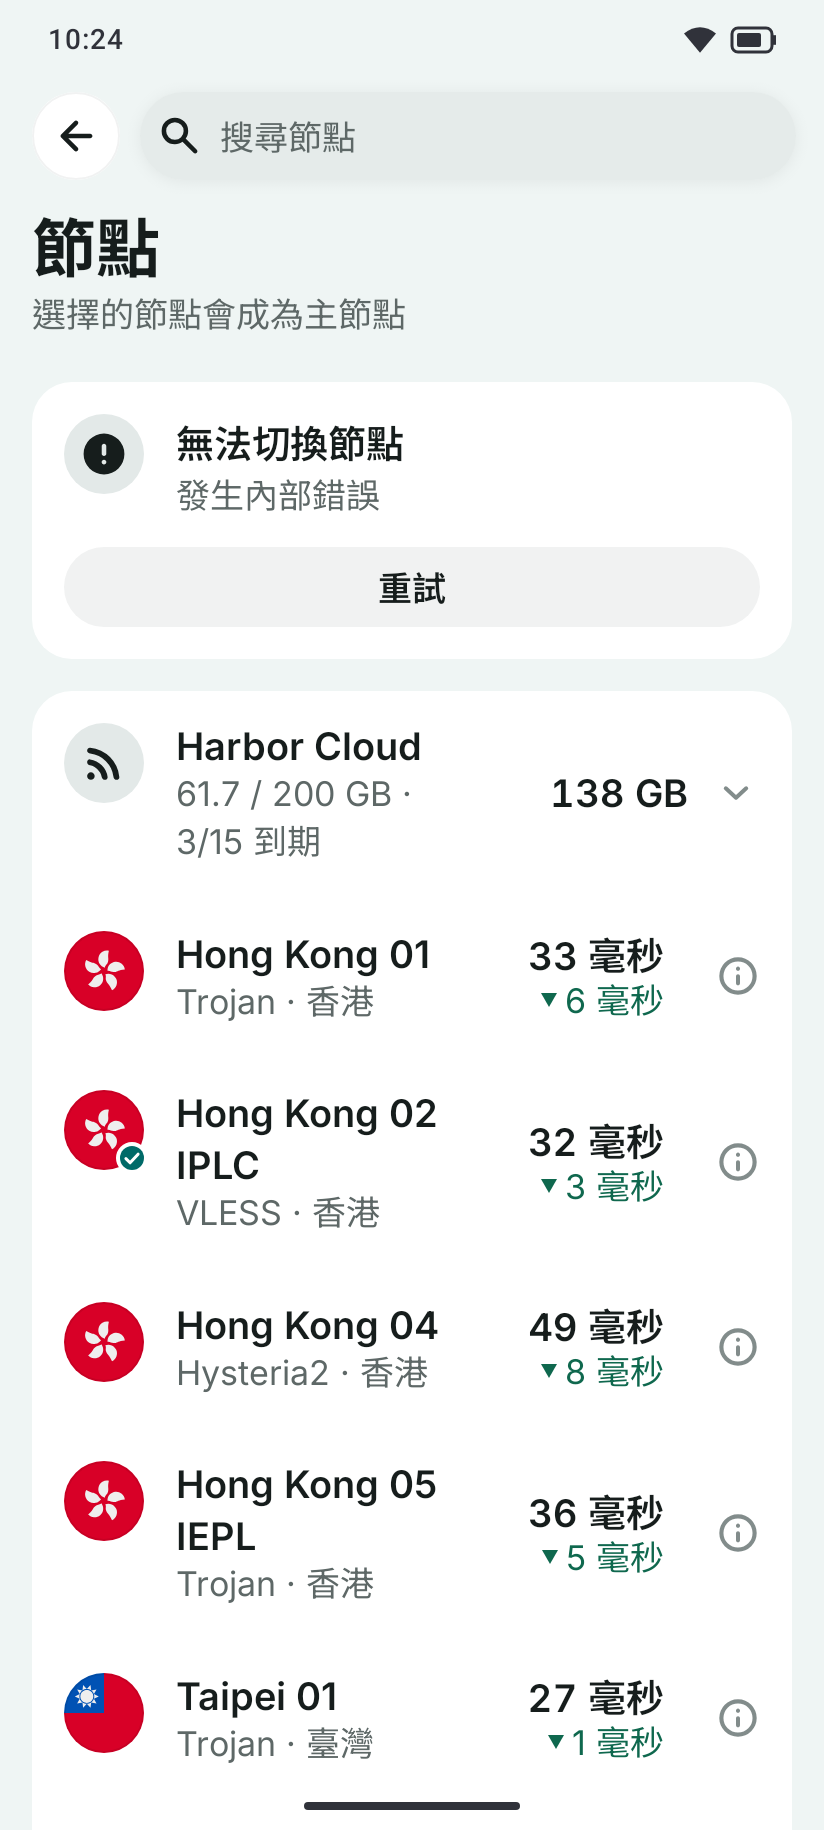 10:24
搜尋節點
節點
選擇的節點會成為主節點
無法切換節點
發生內部錯誤
重試
Harbor Cloud
61.7 / 200 GB ·
3/15 到期
138 GB
Hong Kong 01
Trojan · 香港
33 毫秒
▼6 毫秒
Hong Kong 02
IPLC
VLESS · 香港
32 毫秒
▼3 毫秒
Hong Kong 04
Hysteria2 · 香港
49 毫秒
▼8 毫秒
Hong Kong 05
IEPL
Trojan · 香港
36 毫秒
▼5 毫秒
Taipei 01
Trojan · 臺灣
27 毫秒
▼1 毫秒